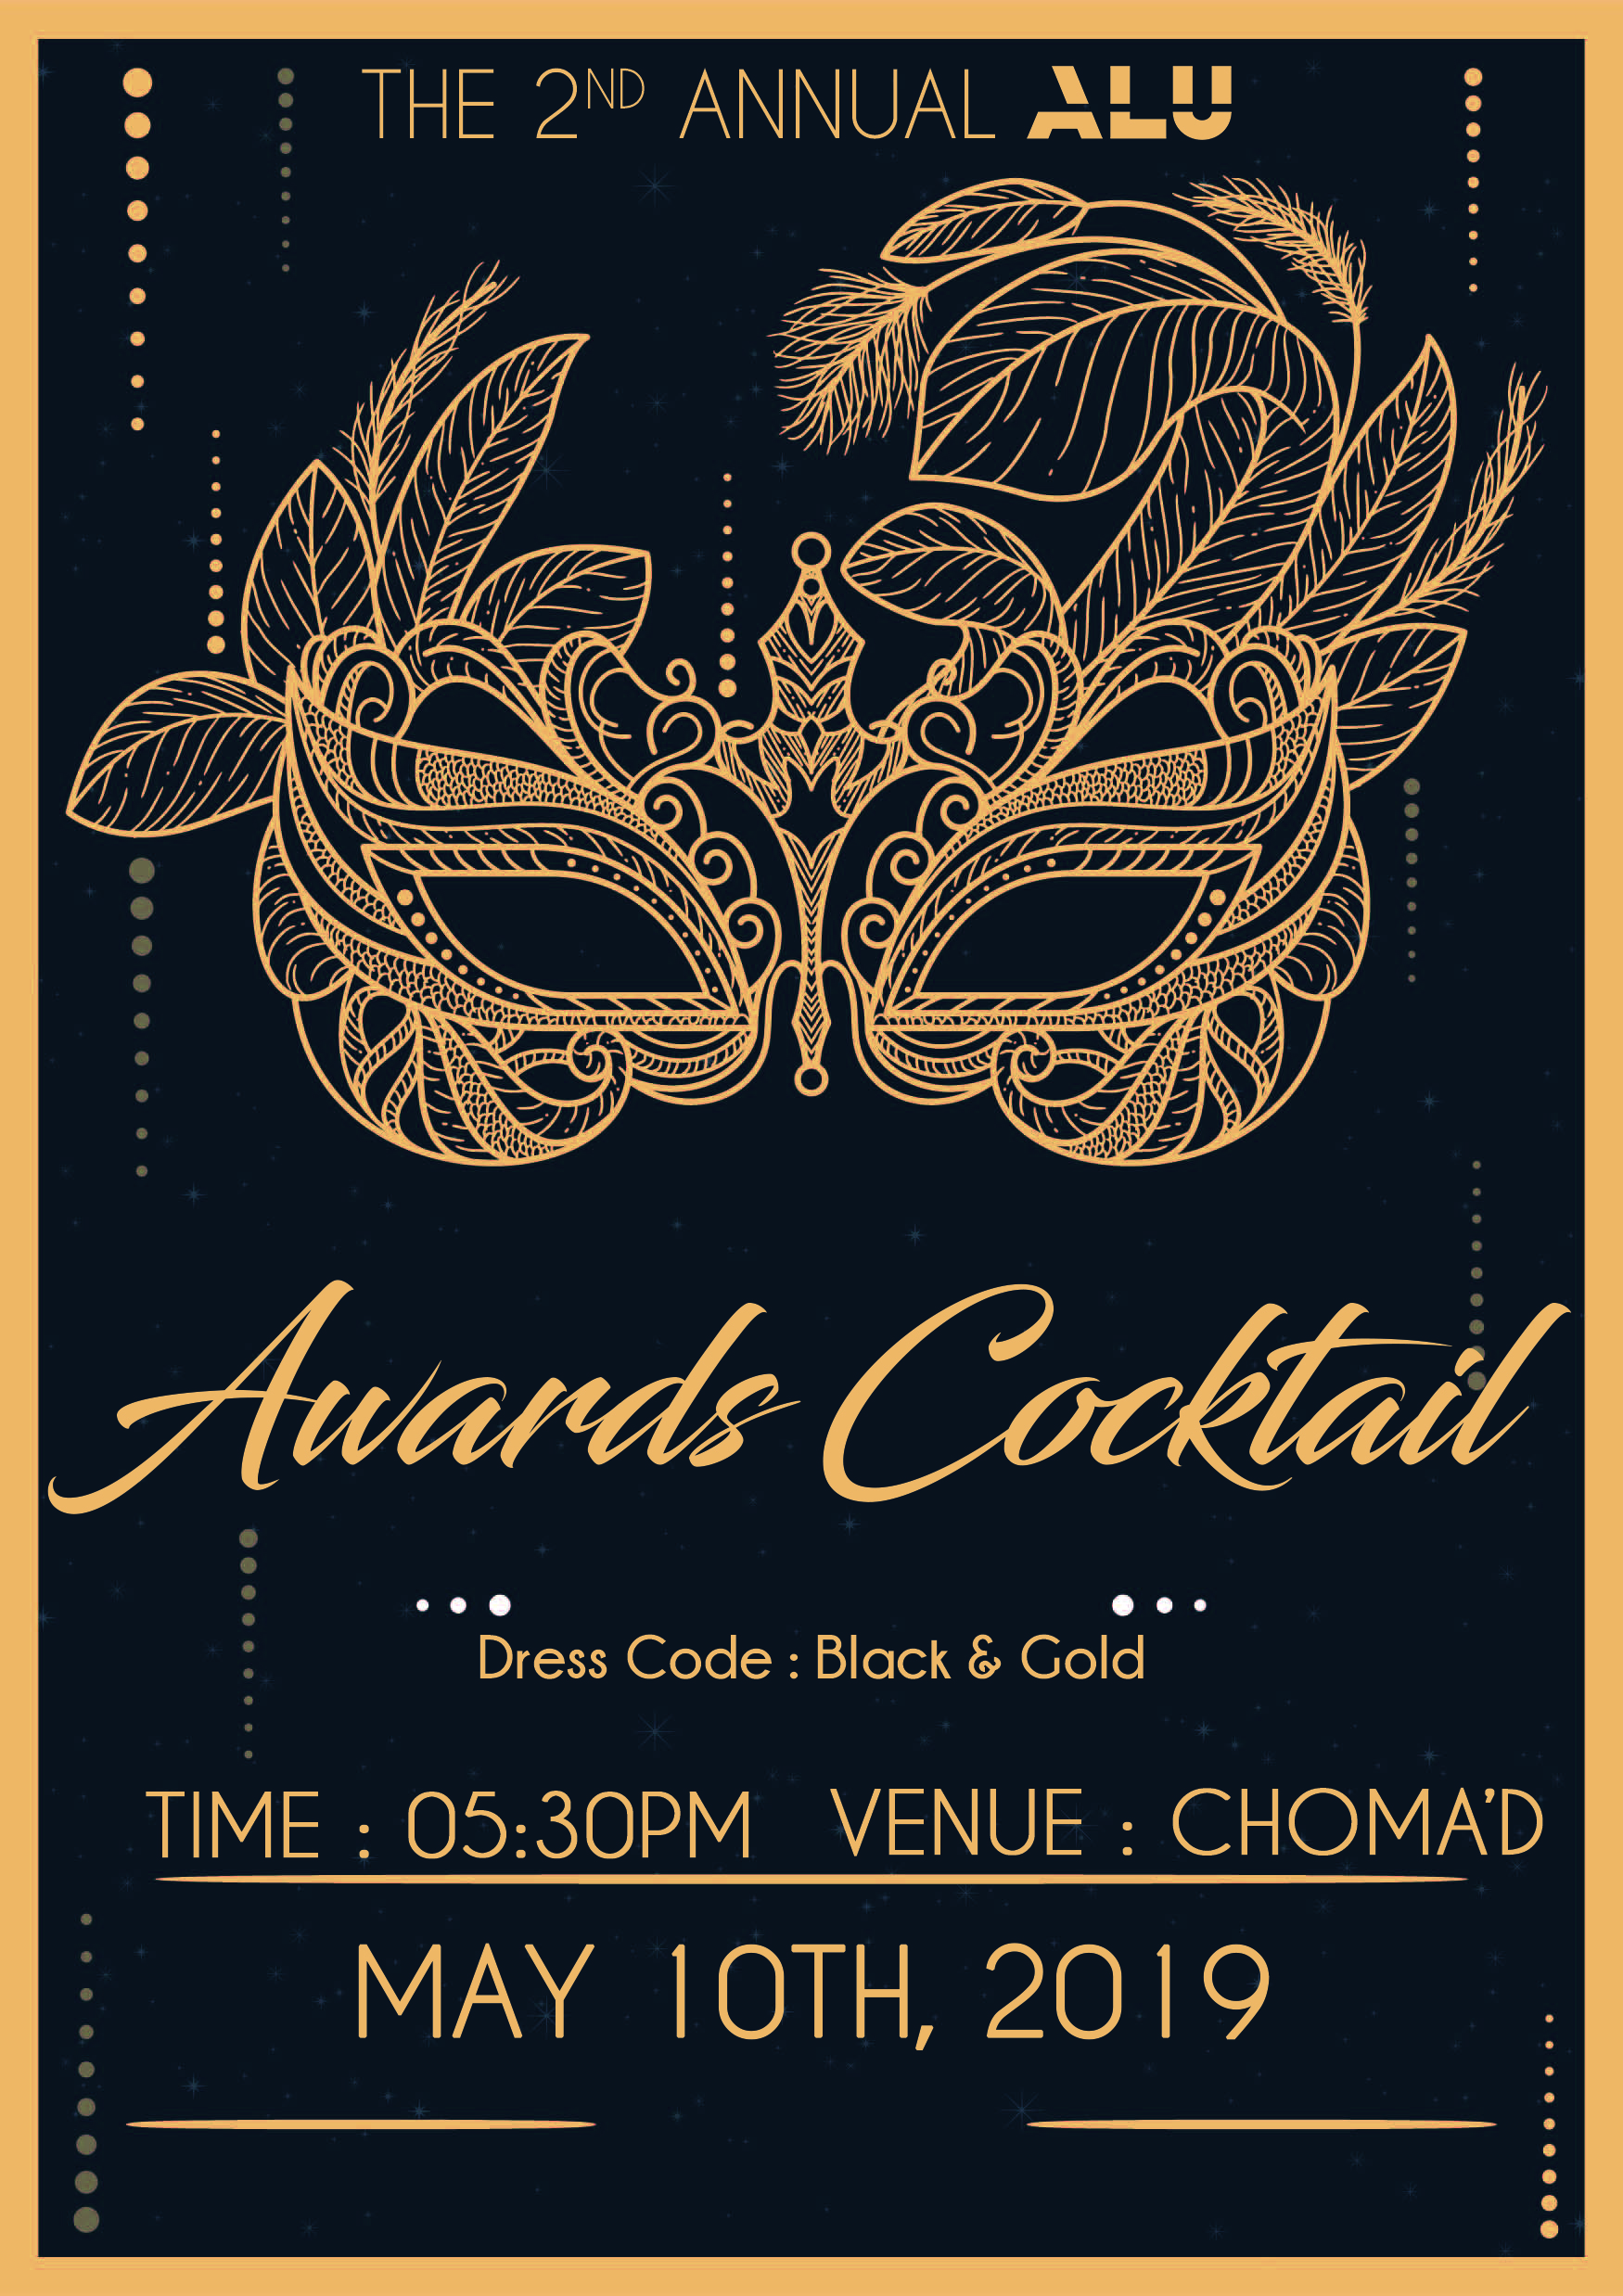 THE 2ND ANNUAL ALU
Awards Cocktail
Dress Code : Black & Gold
TIME : 05:30PM VENUE : CHOMA'D
MAY 10TH, 2019